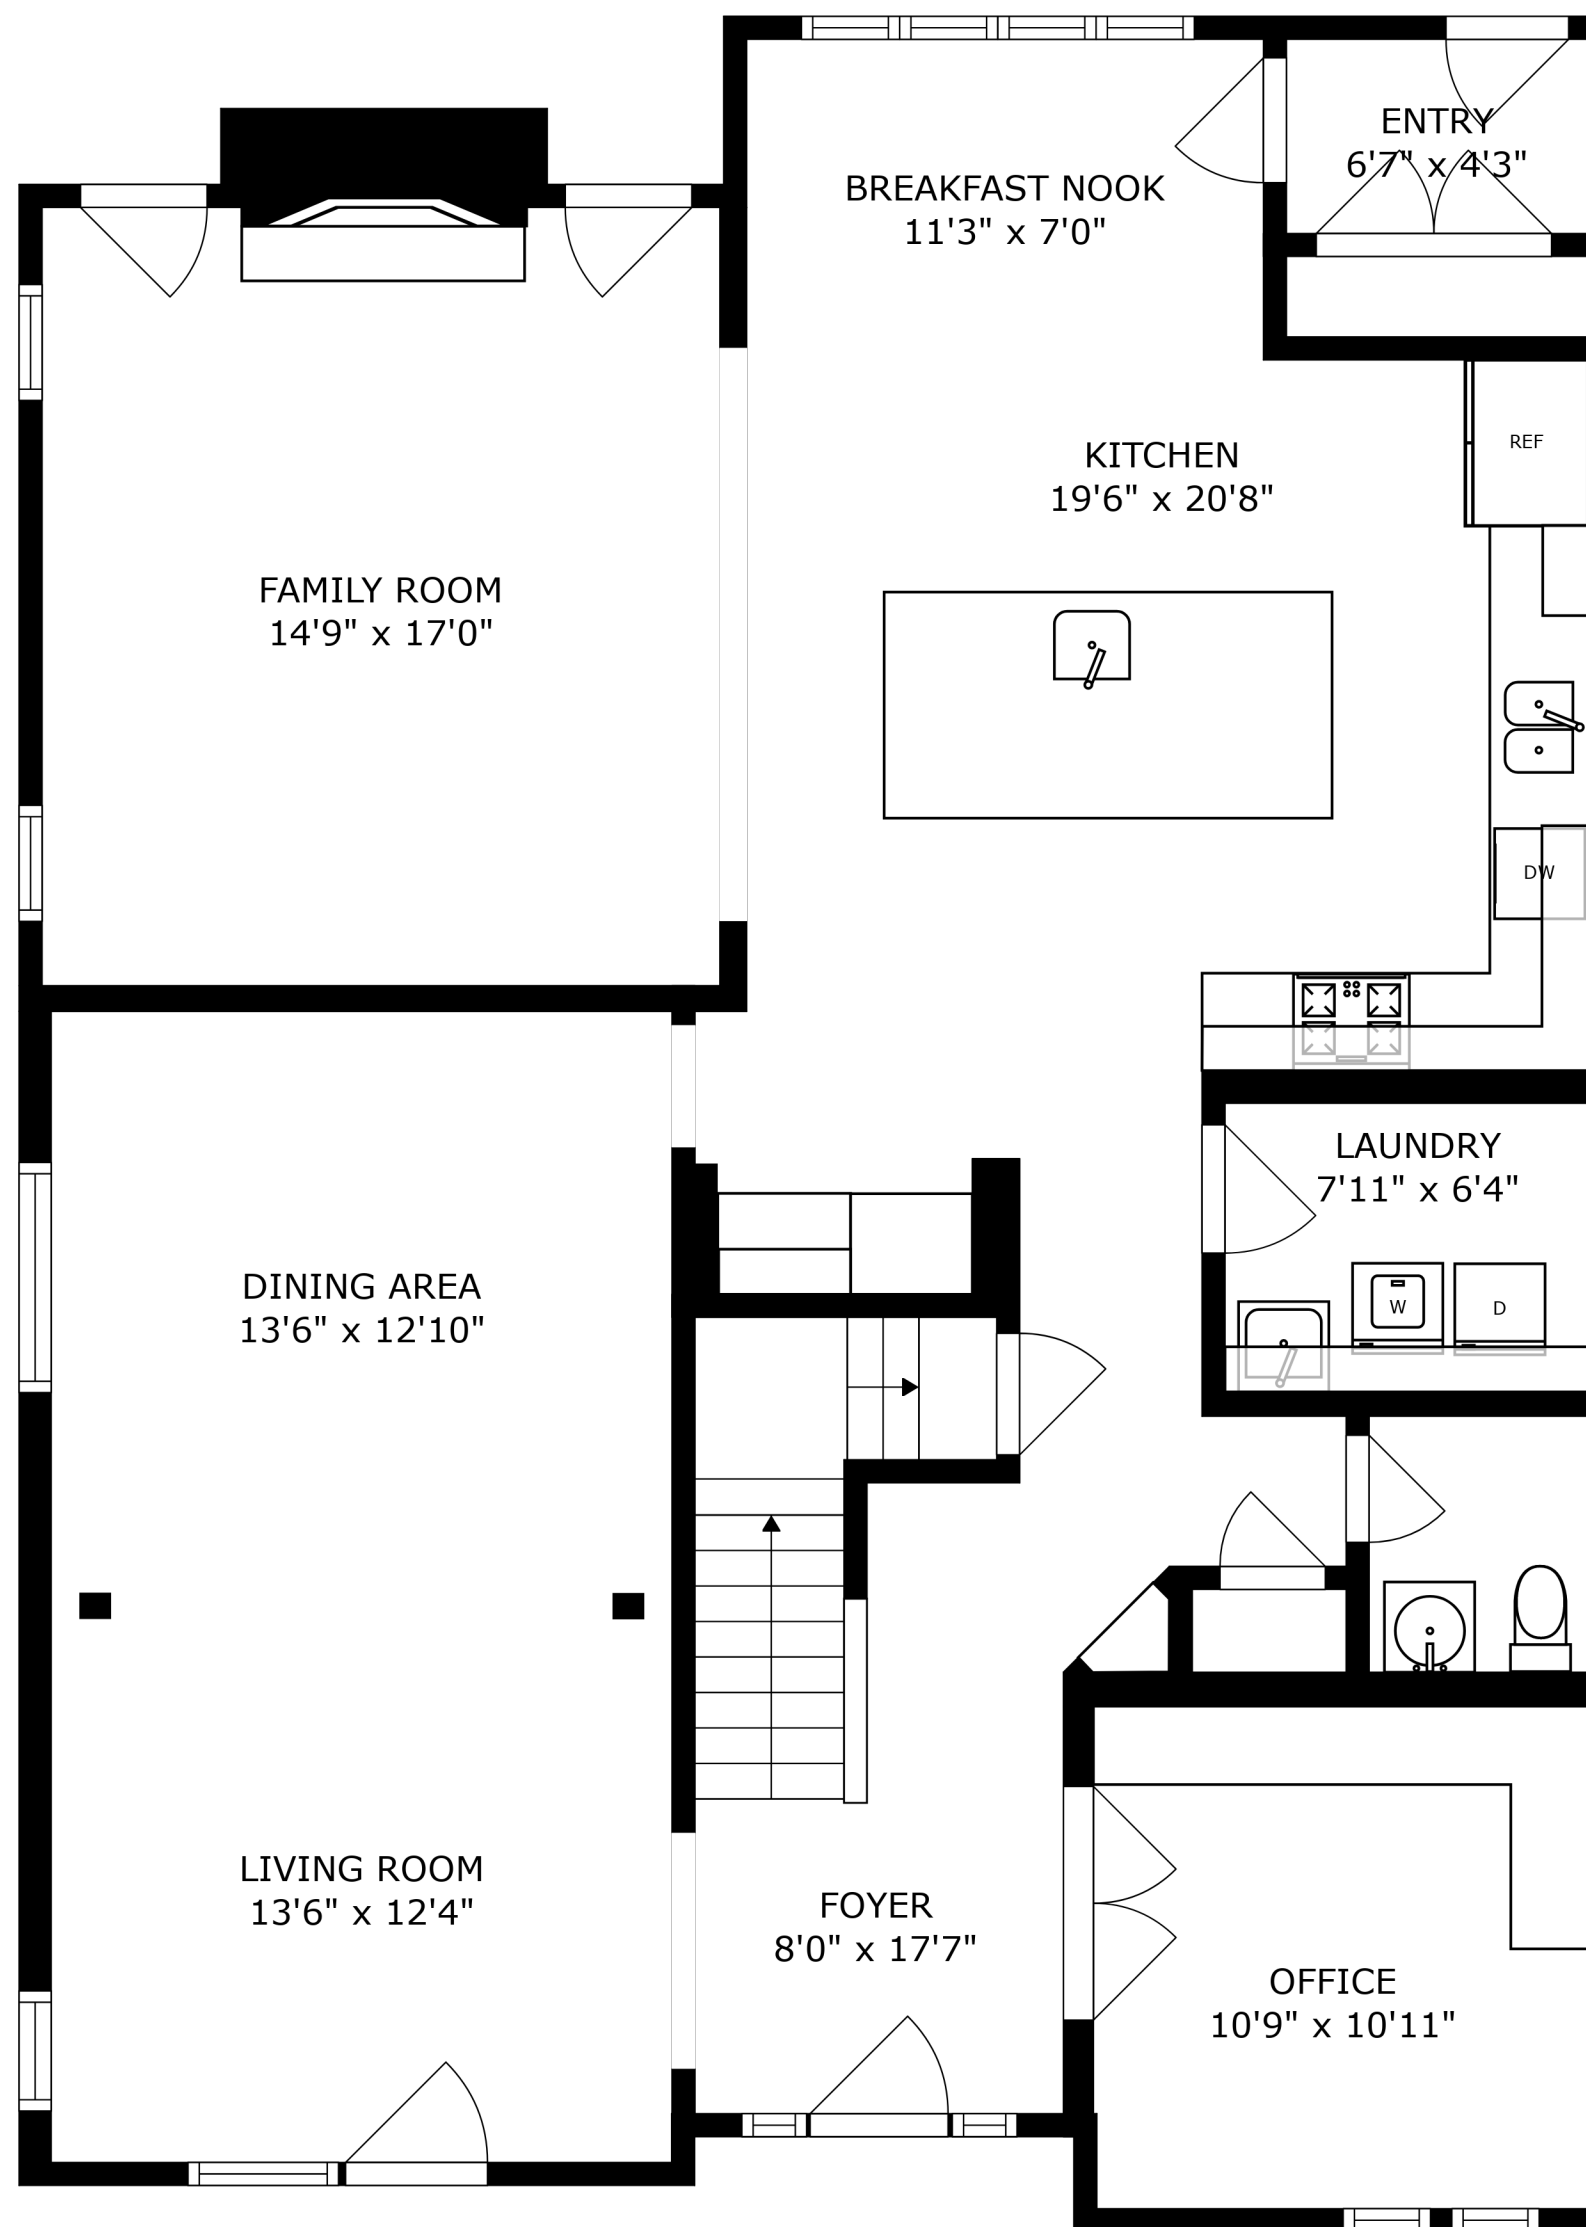 ENTRY
6'7" x 4'3"
BREAKFAST NOOK
11'3" x 7'0"
KITCHEN
19'6" x 20'8"
REF
FAMILY ROOM
14'9" x 17'0"
DW
LAUNDRY
7'11" x 6'4"
W
D
DINING AREA
13'6" x 12'10"
LIVING ROOM
13'6" x 12'4"
FOYER
8'0" x 17'7"
OFFICE
10'9" x 10'11"